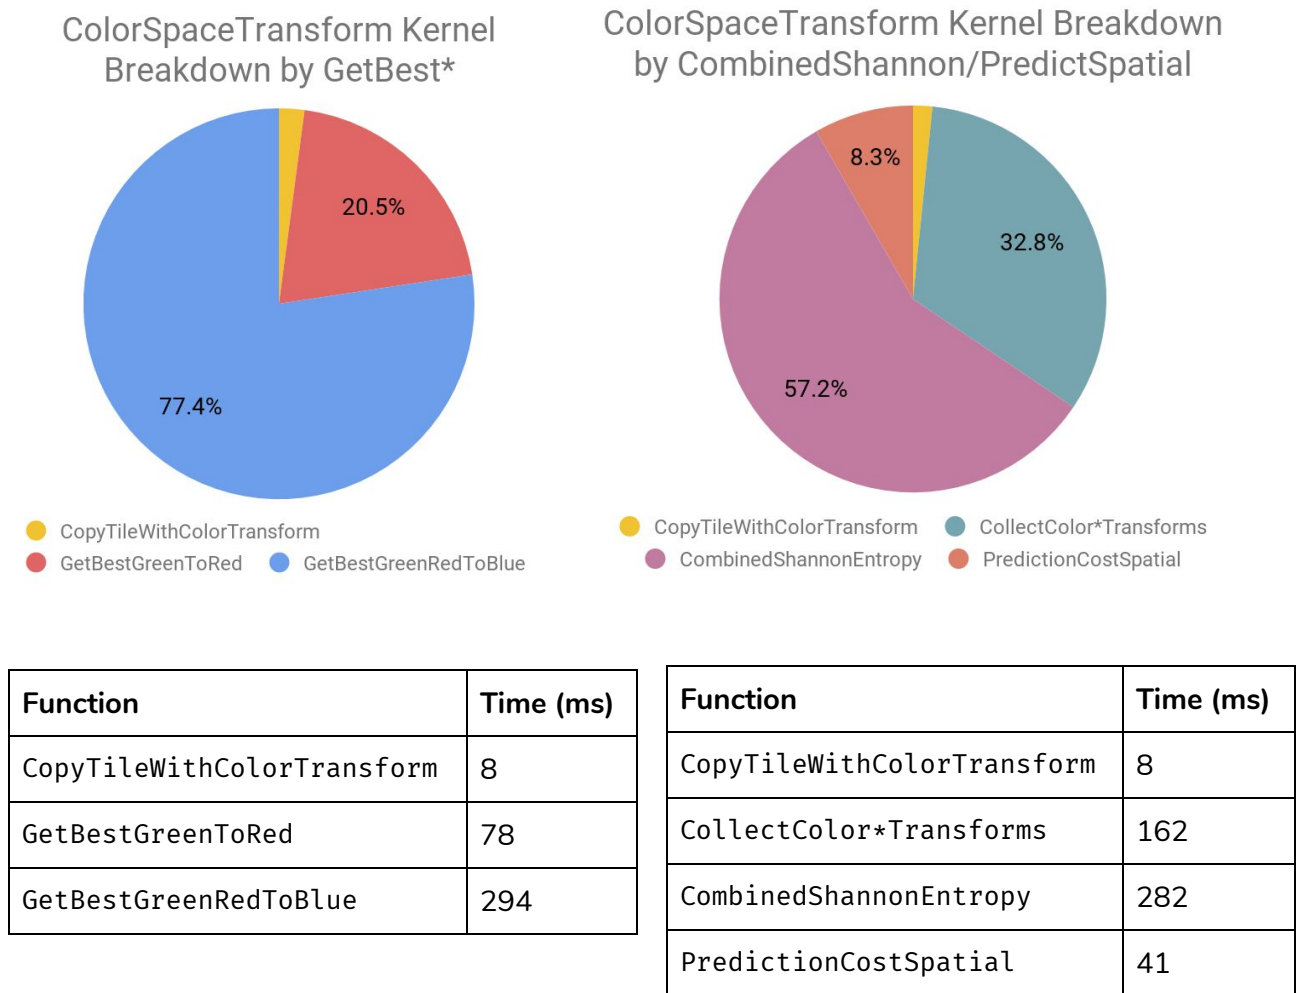 ColorSpaceTransform Kernel
Breakdown by GetBest*
20.5%
77.4%
CopyTileWithColorTransform
GetBestGreenToRed
GetBestGreenRedToBlue
ColorSpaceTransform Kernel Breakdown
by CombinedShannon/PredictSpatial
8.3%
32.8%
57.2%
CopyTileWithColorTransform
CollectColor*Transforms
CombinedShannonEntropy
PredictionCostSpatial
Function Time (ms)
CopyTileWithColorTransform 8
GetBestGreenToRed 78
GetBestGreenRedToBlue 294
Function Time (ms)
CopyTileWithColorTransform 8
CollectColor*Transforms 162
CombinedShannonEntropy 282
PredictionCostSpatial 41